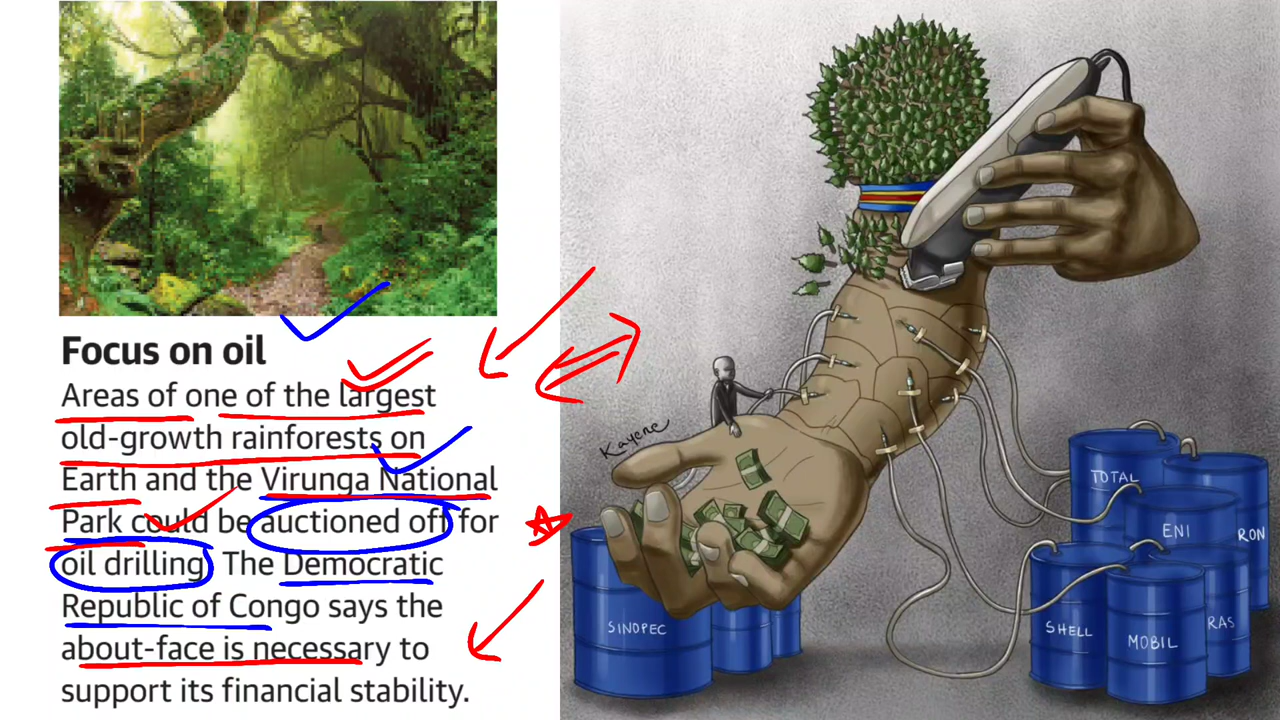 Focus on oil
Areas of one of the largest
old-growth rainforests on
Earth and the Virunga National
Park could be auctioned off for
oil drilling. The Democratic
Republic of Congo says the
about-face is necessary to
support its financial stability.
Kayene
TOTAL
ENI
RON
SINOPEC
SHELL
MOBIL
RAS